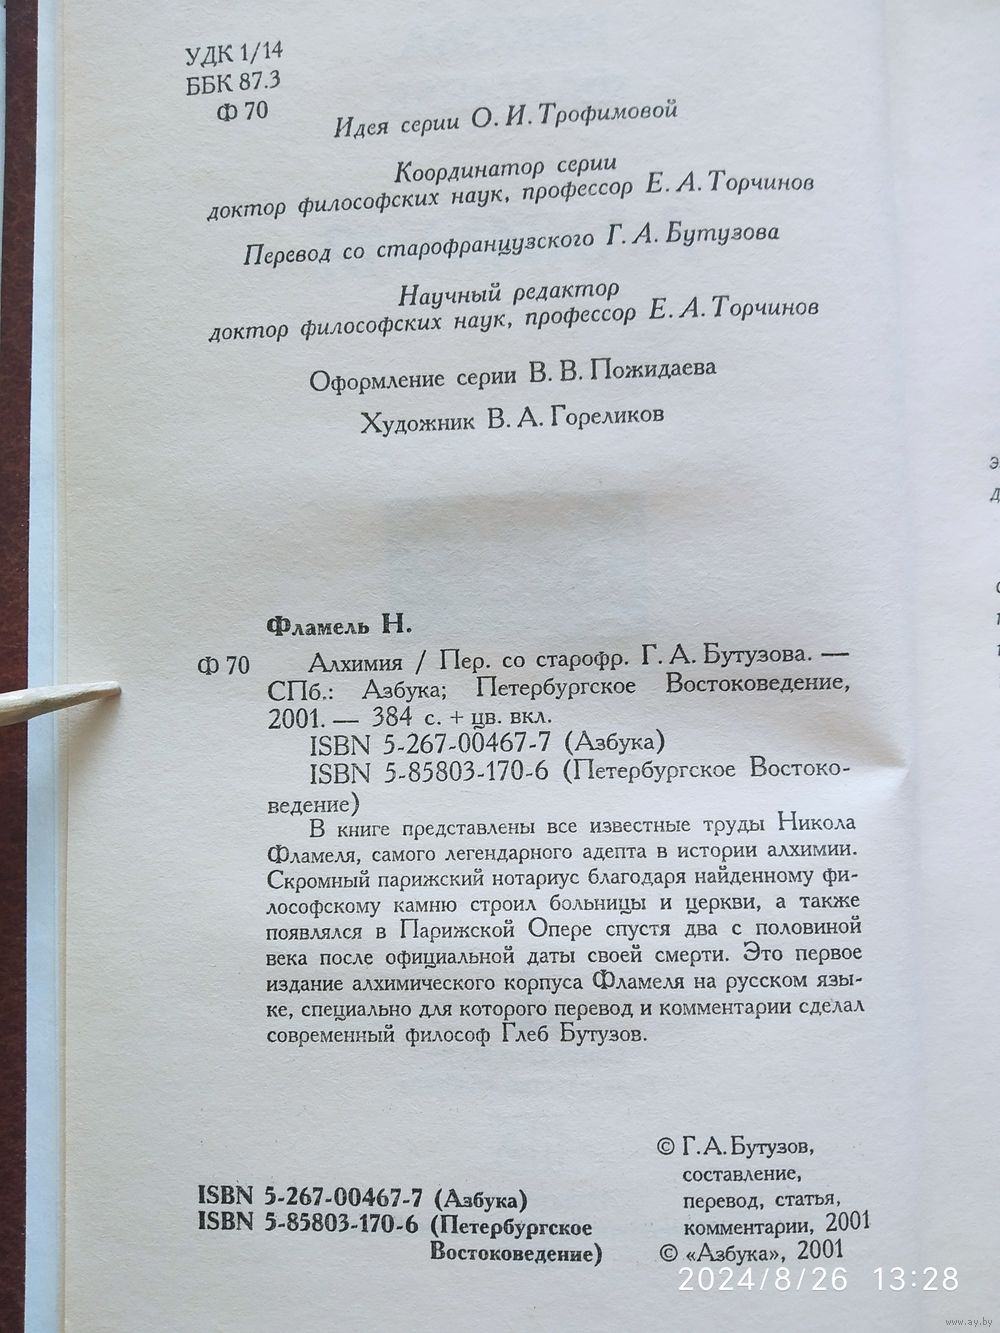 УДК 1/14
ББК 87.3
Ф 70
Идея серии О. И. Трофимовой
Координатор серии
доктор философских наук, профессор Е. А. Торчинов
Перевод со старофранцузского Г. А. Бутузова
Научный редактор
доктор философских наук, профессор Е. А. Торчинов
Оформление серии В. В. Пожидаева
Художник В. А. Гореликов
Фламель Н.
Ф 70 Алхимия / Пер. со старофр. Г. А. Бутузова. —
СПб.: Азбука; Петербургское Востоковедение,
2001. — 384 с. + цв. вкл.
ISBN 5-267-00467-7 (Азбука)
ISBN 5-85803-170-6 (Петербургское Востоко-
ведение)
В книге представлены все известные труды Никола
Фламеля, самого легендарного адепта в истории алхимии.
Скромный парижский нотариус благодаря найденному фи-
лософскому камню строил больницы и церкви, а также
появлялся в Парижской Опере спустя два с половиной
века после официальной даты своей смерти. Это первое
издание алхимического корпуса Фламеля на русском язы-
ке, специально для которого перевод и комментарии сделал
современный философ Глеб Бутузов.
© Г. А. Бутузов,
составление,
перевод, статья,
комментарии, 2001
© «Азбука», 2001
ISBN 5-267-00467-7 (Азбука)
ISBN 5-85803-170-6 (Петербургское
Востоковедение)
2024/8/26 13:28
www.ay.by